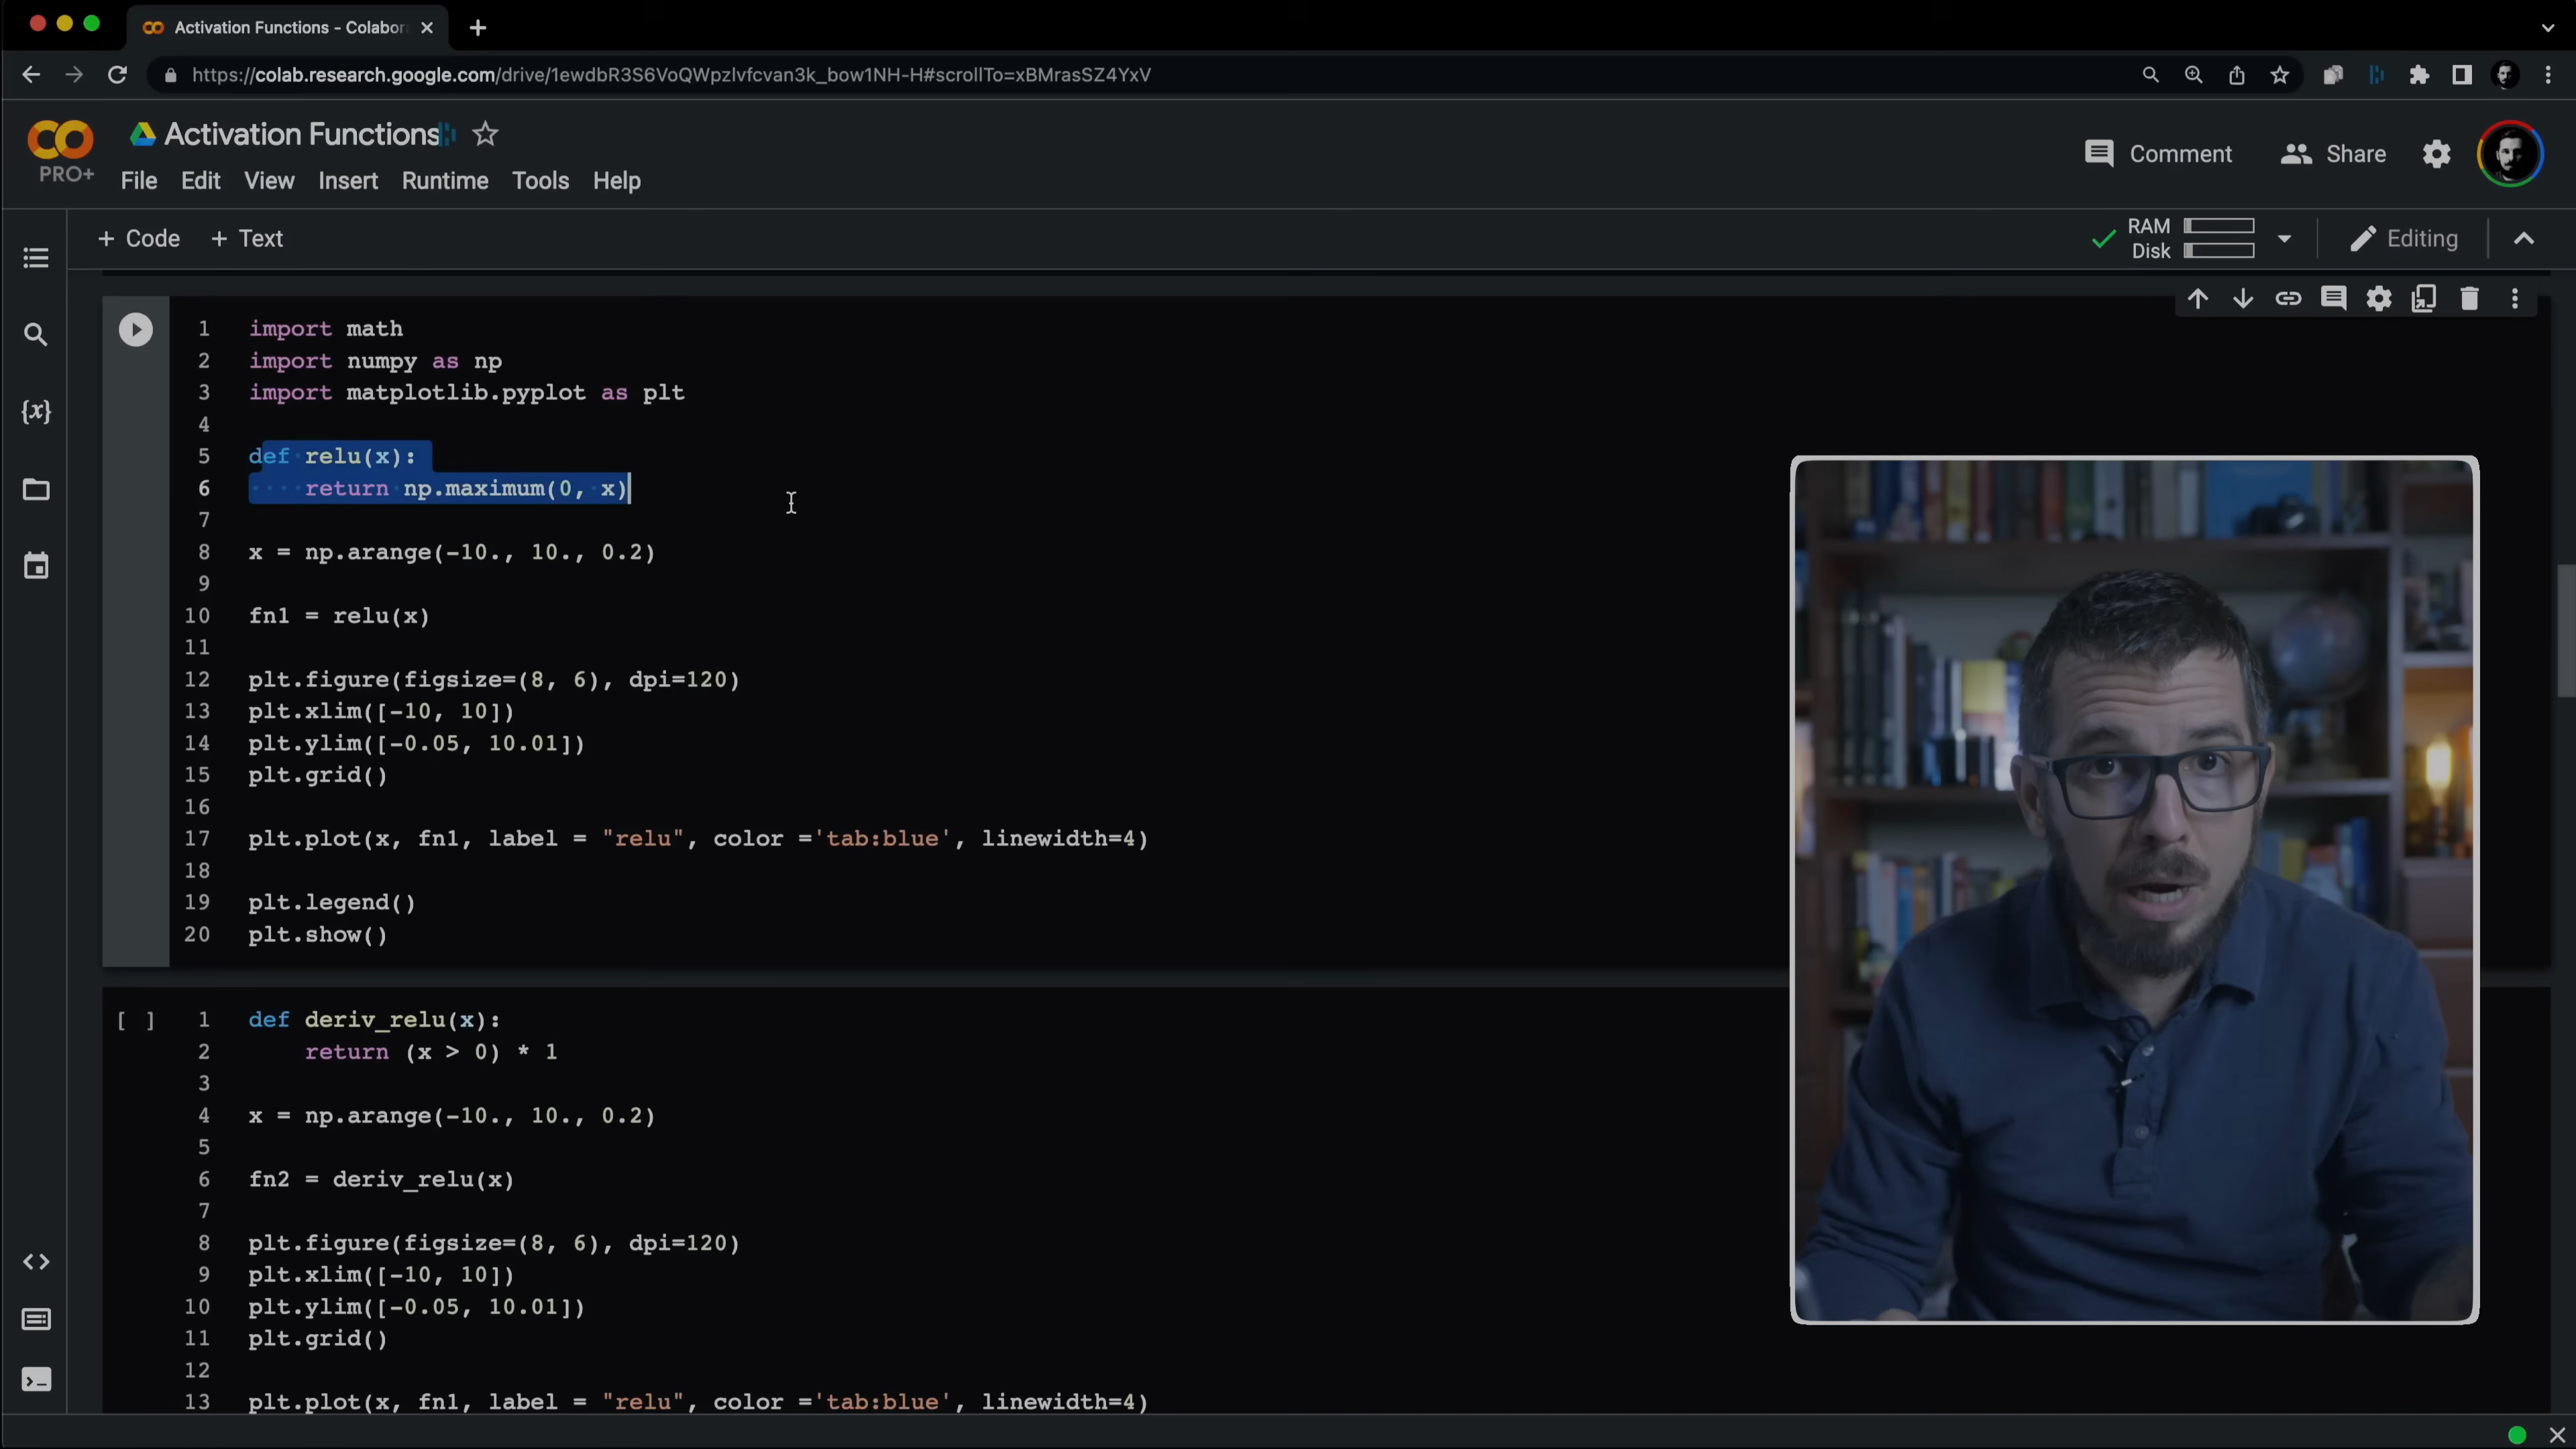 Activation Functions - Colabor
https://colab.research.google.com/drive/1ewdbR3S6VoQWpzlvfcvan3k_bow1NH-H#scrollTo=xBMrasSZ4YxV
PRO+
Activation Functions
File Edit View Insert Runtime Tools Help
Comment
Share
+ Code + Text
RAM
Disk
Editing
1 import math
2 import numpy as np
3 import matplotlib.pyplot as plt
4
5 def relu(x):
6 return np.maximum(0, x)
7
8 x = np.arange(-10., 10., 0.2)
9
10 fn1 = relu(x)
11
12 plt.figure(figsize=(8, 6), dpi=120)
13 plt.xlim([-10, 10])
14 plt.ylim([-0.05, 10.01])
15 plt.grid()
16
17 plt.plot(x, fn1, label = "relu", color ='tab:blue', linewidth=4)
18
19 plt.legend()
20 plt.show()
[ ] 1 def deriv_relu(x):
2 return (x > 0) * 1
3
4 x = np.arange(-10., 10., 0.2)
5
6 fn2 = deriv_relu(x)
7
8 plt.figure(figsize=(8, 6), dpi=120)
9 plt.xlim([-10, 10])
10 plt.ylim([-0.05, 10.01])
11 plt.grid()
12
13 plt.plot(x, fn1, label = "relu", color ='tab:blue', linewidth=4)